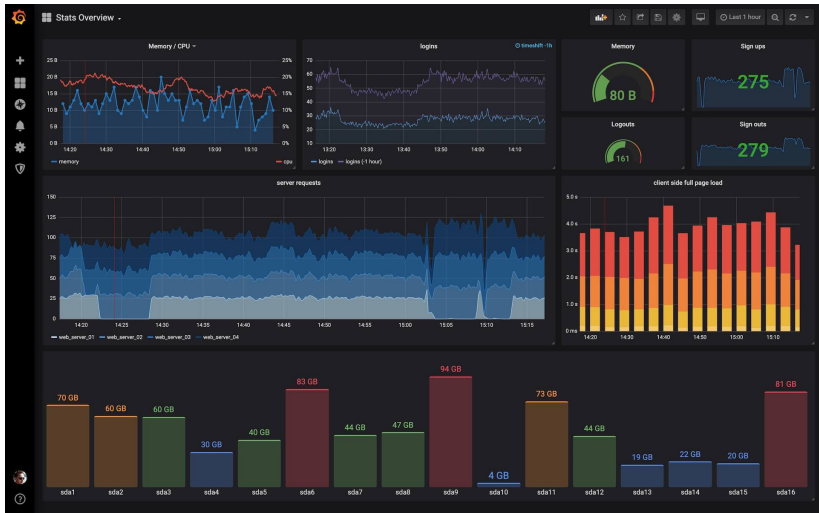 Stats Overview
Last 1 hour
Memory / CPU
25 B
20 B
15 B
10 B
5 B
0 B
25%
20%
15%
10%
5%
0%
14:20 14:30 14:40 14:50 15:00 15:10
memory
cpu
logins
timeshift -1h
70
60
50
40
30
20
10
13:20 13:30 13:40 13:50 14:00 14:10
logins logins (-1 hour)
Memory
80 B
Sign ups
275
Logouts
161
Sign outs
279
server requests
150
125
100
75
50
25
0
14:20 14:25 14:30 14:35 14:40 14:45 14:50 14:55 15:00 15:05 15:10 15:15
web_server_01 web_server_02 web_server_03 web_server_04
client side full page load
5.0 s
4.0 s
3.0 s
2.0 s
1.0 s
0 ms
14:20 14:30 14:40 14:50 15:00 15:10
70 GB 60 GB 60 GB 30 GB 40 GB 83 GB 44 GB 47 GB 94 GB 4 GB 73 GB 44 GB 19 GB 22 GB 20 GB 81 GB
sda1 sda2 sda3 sda4 sda5 sda6 sda7 sda8 sda9 sda10 sda11 sda12 sda13 sda14 sda15 sda16